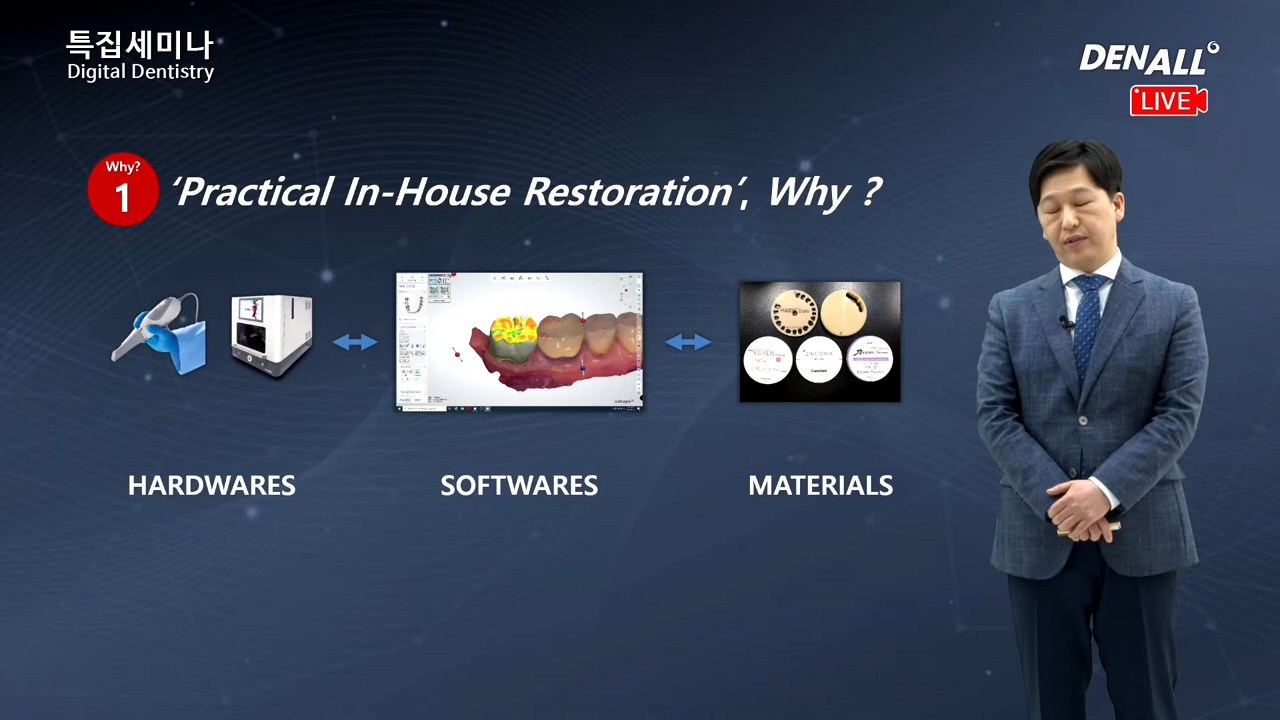 특집세미나
Digital Dentistry
DENALL
LIVE
Why?
1
‘Practical In-House Restoration’, Why ?
ZIRCONIA
HARDWARES
SOFTWARES
MATERIALS